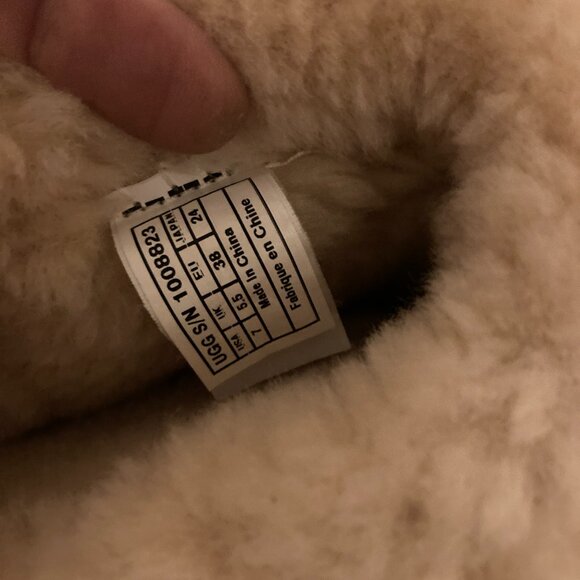 UGG S/N 1008823
USA UK EU JAPAN
7 5.5 38 24
Made in China
Fabriqué en Chine